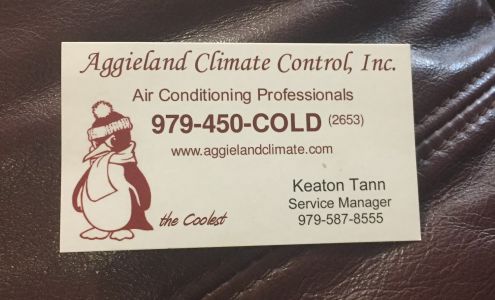 Aggieland Climate Control, Inc.
Air Conditioning Professionals
979-450-COLD (2653)
www.aggielandclimate.com
the Coolest
Keaton Tann
Service Manager
979-587-8555